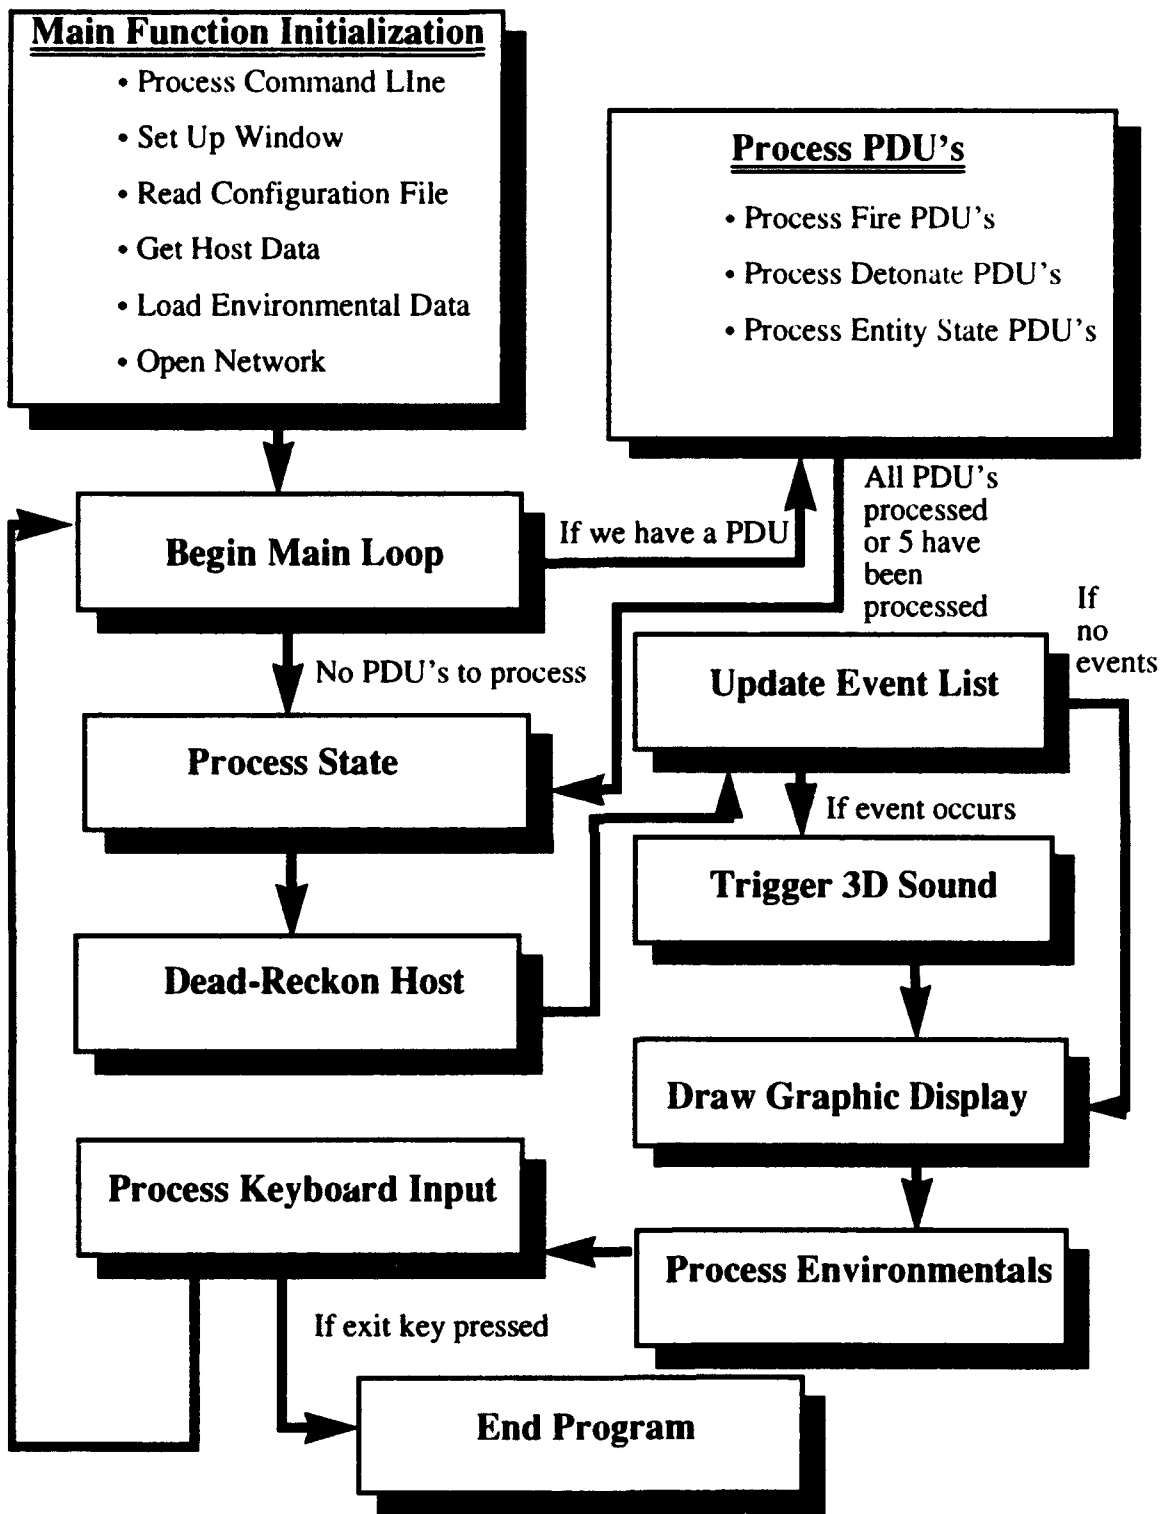 Main Function Initialization
• Process Command LIne
• Set Up Window
• Read Configuration File
• Get Host Data
• Load Environmental Data
• Open Network
Process PDU's
• Process Fire PDU's
• Process Detonate PDU's
• Process Entity State PDU's
Begin Main Loop
If we have a PDU
All PDU's
processed
or 5 have
been
processed
No PDU's to process
Process State
Dead-Reckon Host
Update Event List
If
no
events
If event occurs
Trigger 3D Sound
Draw Graphic Display
Process Environmentals
Process Keyboard Input
If exit key pressed
End Program